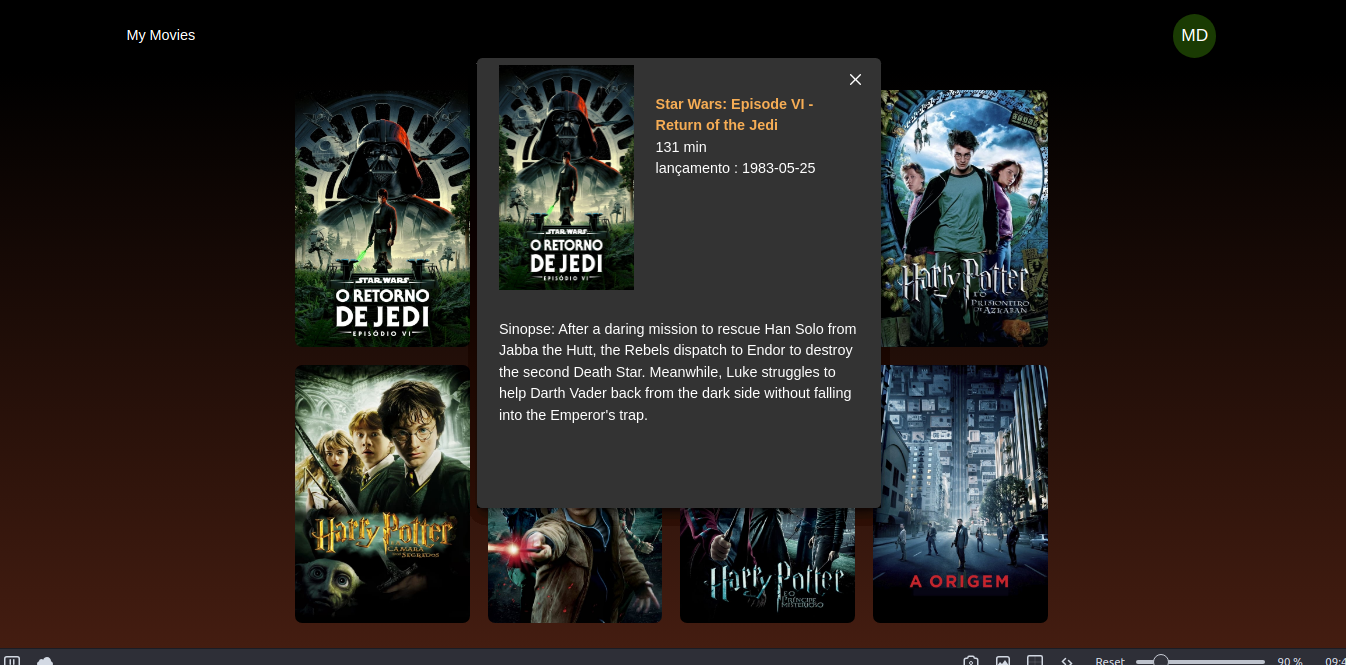 My Movies
MD
Star Wars: Episode VI -
Return of the Jedi
131 min
lançamento : 1983-05-25
STAR WARS
O RETORNO
DE JEDI
EPISÓDIO VI
Sinopse: After a daring mission to rescue Han Solo from
Jabba the Hutt, the Rebels dispatch to Endor to destroy
the second Death Star. Meanwhile, Luke struggles to
help Darth Vader back from the dark side without falling
into the Emperor's trap.
STAR WARS
O RETORNO
DE JEDI
EPISÓDIO VI
Harry Potter
E O
PRISIONEIRO
DE AZKABAN
Harry Potter
E A
CÂMARA
SEGREDOS
Harry Potter
E O
PRÍNCIPE
MISTERIOSO
A ORIGEM
Reset
90 %
09:4